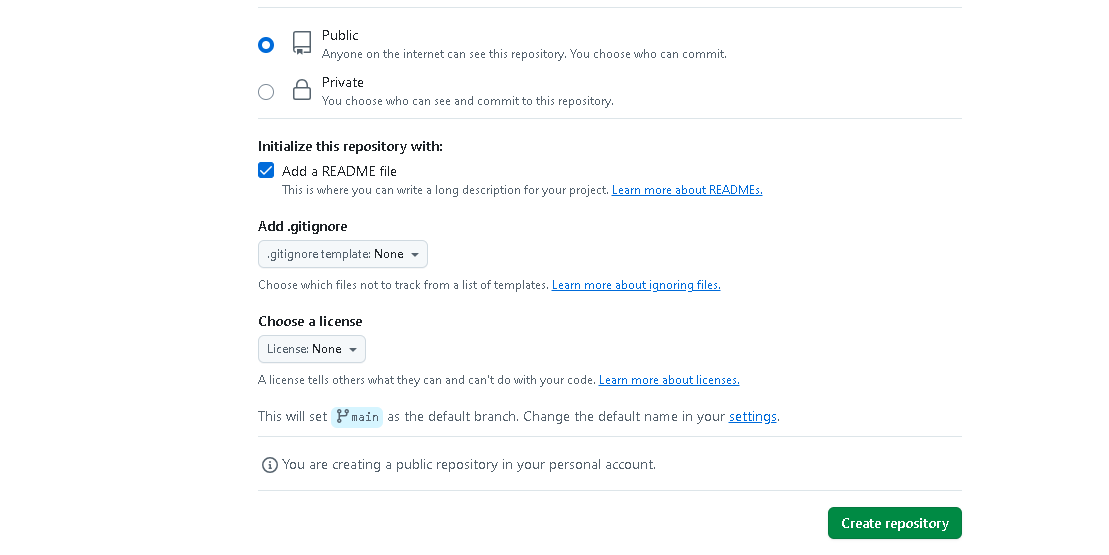 Public
Anyone on the internet can see this repository. You choose who can commit.
Private
You choose who can see and commit to this repository.
Initialize this repository with:
Add a README file
This is where you can write a long description for your project. Learn more about READMEs.
Add .gitignore
.gitignore template: None
Choose which files not to track from a list of templates. Learn more about ignoring files.
Choose a license
License: None
A license tells others what they can and can't do with your code. Learn more about licenses.
This will set main as the default branch. Change the default name in your settings.
You are creating a public repository in your personal account.
Create repository